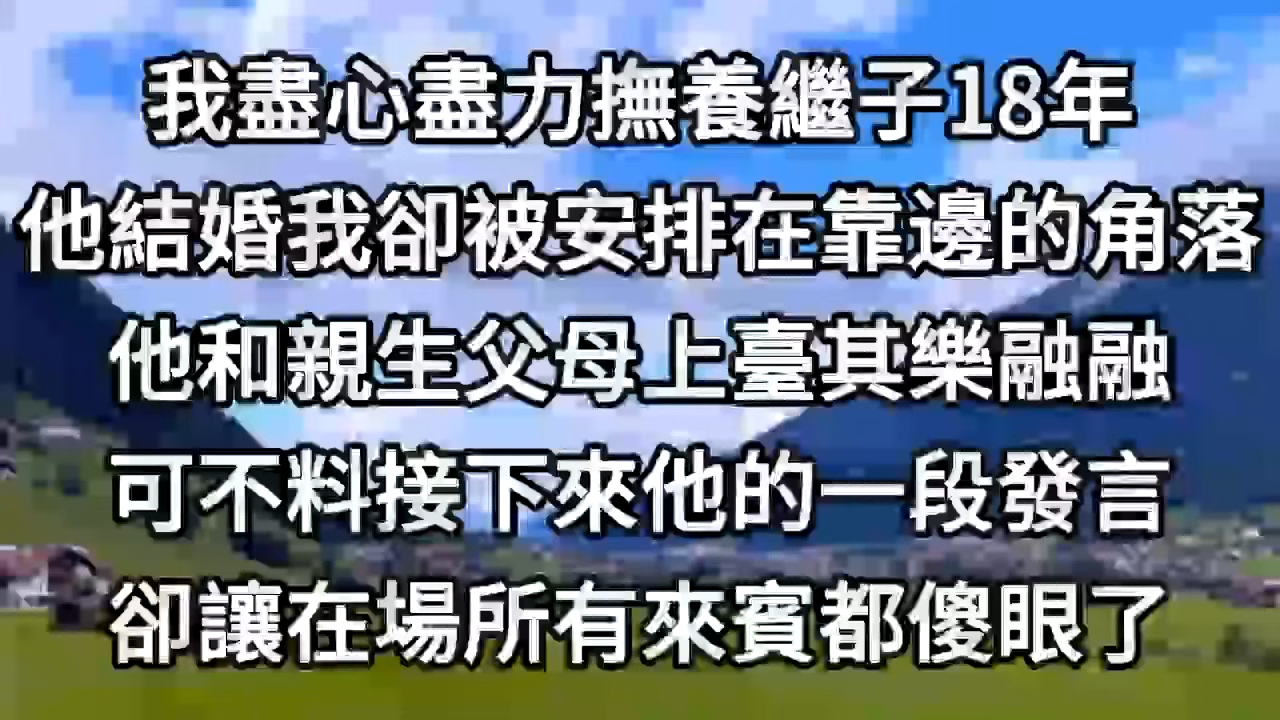 我盡心盡力撫養繼子18年
他結婚我卻被安排在靠邊的角落
他和親生父母上臺其樂融融
可不料接下來他的一段發言
卻讓在場所有來賓都傻眼了